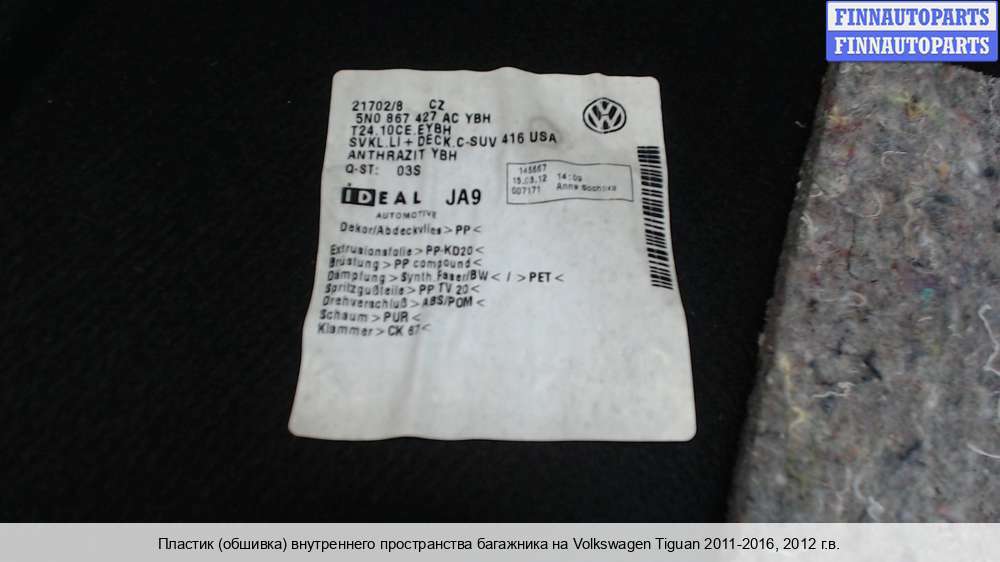 FINNAUTOPARTS
FINNAUTOPARTS
21702/8 CZ
5N0 867 427 AC YBH
T24.10CE.EYBH
SVKL.LI + DECK.C-SUV 416 USA
ANTHRAZIT YBH
Q-ST: 03S
145667
15.03.12 14:09
007171 Anna
IDEAL JA9
AUTOMOTIVE
Dekor/Abdeckvlies > PP <
Extrusionsfolie > PP-KD20 <
Brüstung > PP compound <
Dämpfung > Synth. Faser/BW < / > PET <
Spritzgußteile > PP TV 20 <
Drehverschluß > ABS/POM <
Schaum > PUR <
Klammer > CK 67 <
Пластик (обшивка) внутреннего пространства багажника на Volkswagen Tiguan 2011-2016, 2012 г.в.